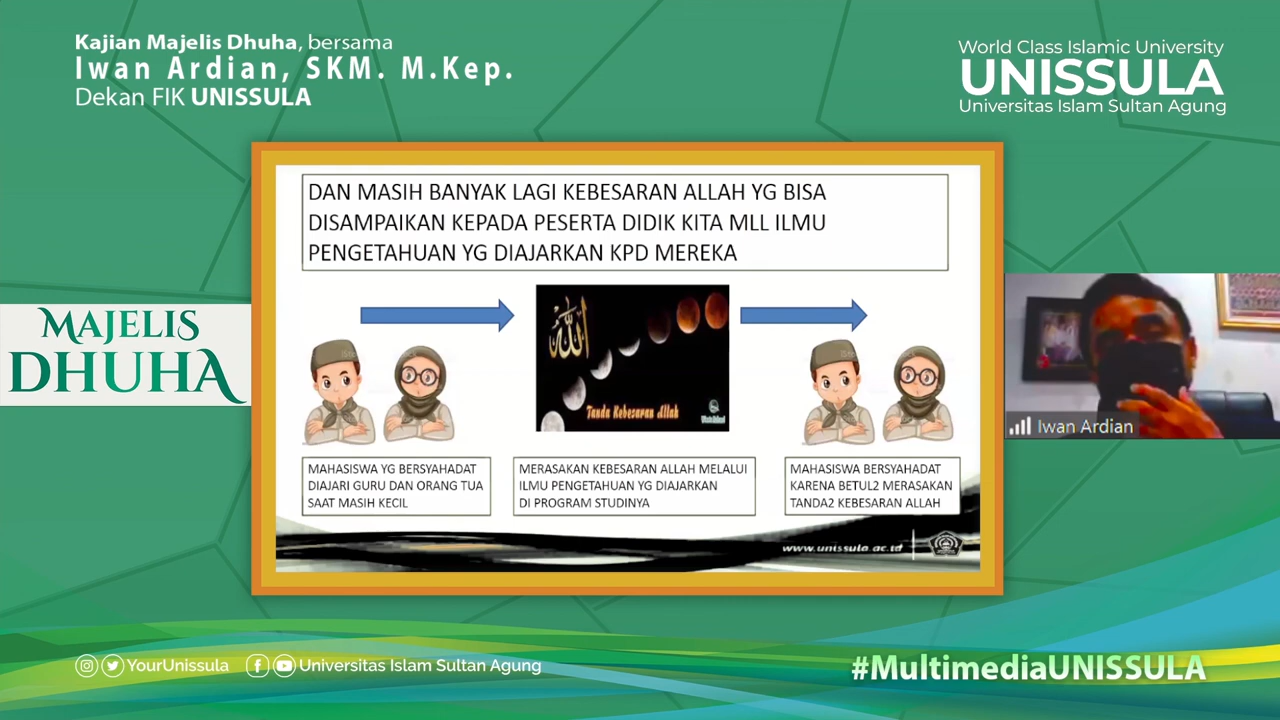 Kajian Majelis Dhuha, bersama
Iwan Ardian, SKM. M.Kep.
Dekan FIK UNISSULA
World Class Islamic University
UNISSULA
Universitas Islam Sultan Agung
DAN MASIH BANYAK LAGI KEBESARAN ALLAH YG BISA
DISAMPAIKAN KEPADA PESERTA DIDIK KITA MLL ILMU
PENGETAHUAN YG DIAJARKAN KPD MEREKA
MAJELIS
DHUHA
الله
Tanda Kebesaran Allah
Iwan Ardian
MAHASISWA YG BERSYAHADAT
DIAJARI GURU DAN ORANG TUA
SAAT MASIH KECIL
MERASAKAN KEBESARAN ALLAH MELALUI
ILMU PENGETAHUAN YG DIAJARKAN
DI PROGRAM STUDINYA
MAHASISWA BERSYAHADAT
KARENA BETUL2 MERASAKAN
TANDA2 KEBESARAN ALLAH
www.unissula.ac.id
YourUnissula
Universitas Islam Sultan Agung
#MultimediaUNISSULA